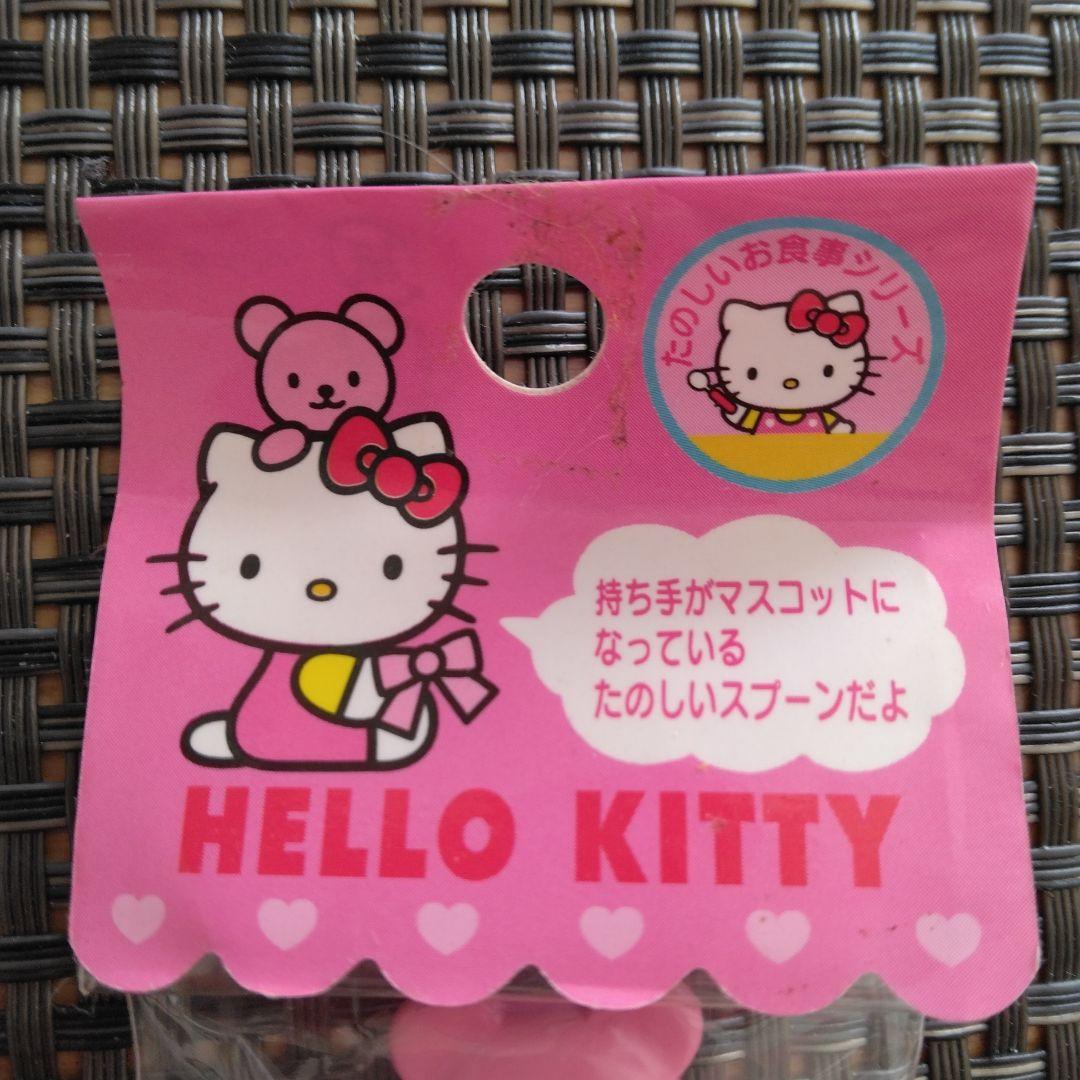 たのしいお食事シリーズ
持ち手がマスコットに
なっている
たのしいスプーンだよ
HELLO KITTY